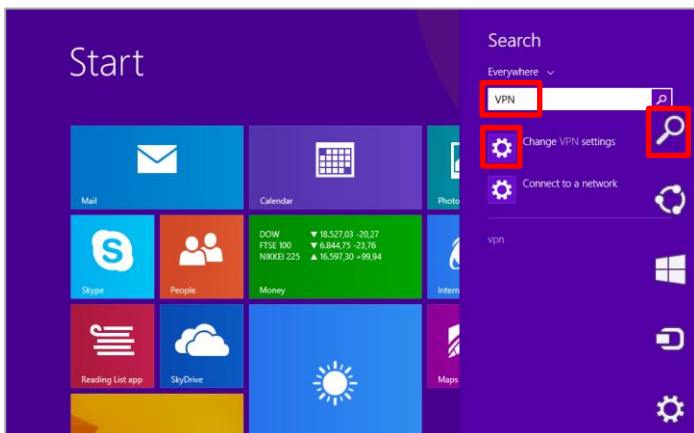 Start
Mail
Calendar
Photo
Skype
People
DOW ▼ 18.527,03 -20,27
FTSE 100 ▼ 6.844,75 -23,76
NIKKEI 225 ▲ 16.597,30 +99,94
Money
Intern
Reading List app
SkyDrive
Maps
Search
Everywhere
VPN
Change VPN settings
Connect to a network
vpn